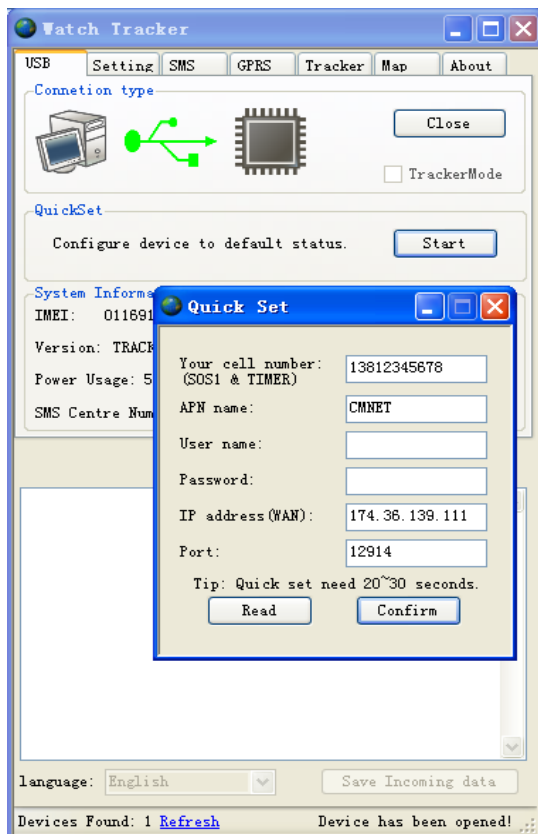 Watch Tracker
USB Setting SMS GPRS Tracker Map About
Connetion type
Close
TrackerMode
QuickSet
Configure device to default status. Start
System Informa
IMEI: 011691
Version: TRACK
Power Usage: 5
SMS Centre Num
Quick Set
Your cell number: 13812345678
(SOS1 & TIMER)
APN name: CMNET
User name:
Password:
IP address(WAN): 174.36.139.111
Port: 12914
Tip: Quick set need 20~30 seconds.
Read Confirm
language: English Save Incoming data
Devices Found: 1 Refresh Device has been opened!